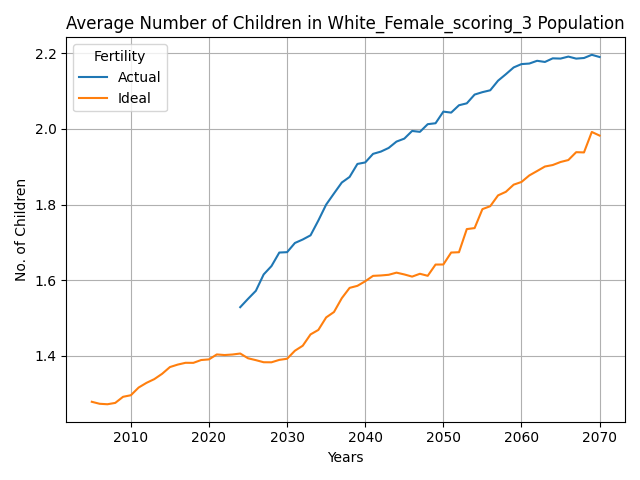 Average Number of Children in White_Female_scoring_3 Population
Fertility
Actual
Ideal
No. of Children
2.2
2.0
1.8
1.6
1.4
2010 2020 2030 2040 2050 2060 2070
Years